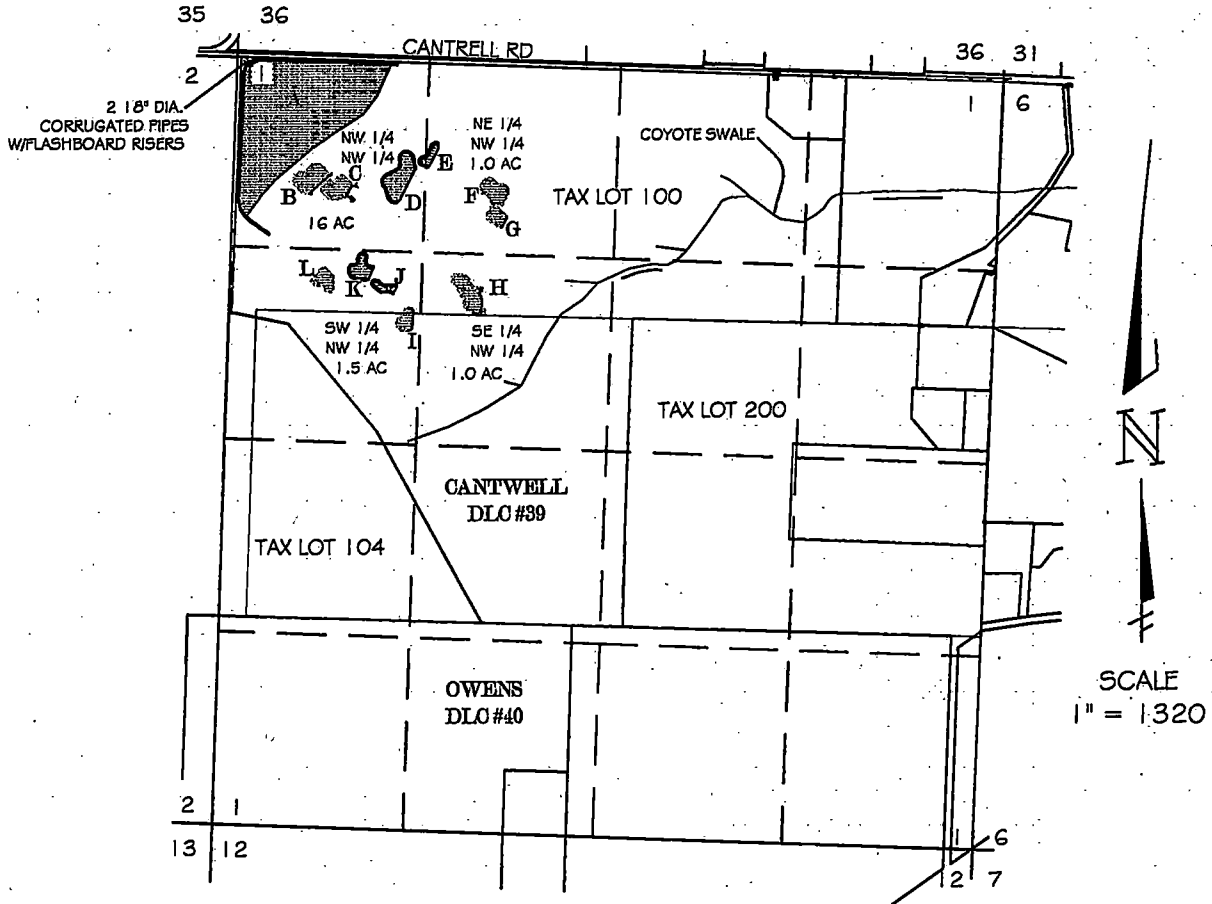 35 36
CANTRELL RD
36 31
2 1
1 6
2 18" DIA.
CORRUGATED PIPES
W/FLASHBOARD RISERS
NW 1/4
NW 1/4
NE 1/4
NW 1/4
1.0 AC
COYOTE SWALE
B
C
D
E
F
G
TAX LOT 100
16 AC
L
K
J
H
I
SW 1/4
NW 1/4
1.5 AC
SE 1/4
NW 1/4
1.0 AC
TAX LOT 200
N
CANTWELL
DLC #39
TAX LOT 104
OWENS
DLC #40
SCALE
1" = 1320
2 1
13 12
1 6
12 7